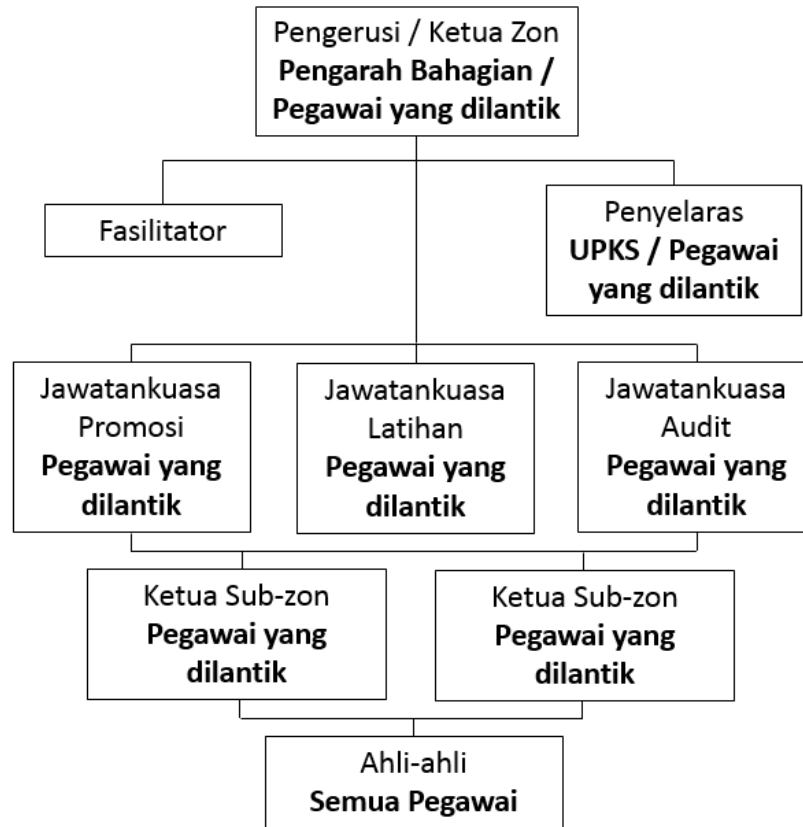 Pengerusi / Ketua Zon
Pengarah Bahagian /
Pegawai yang dilantik
Fasilitator
Penyelaras
UPKS / Pegawai
yang dilantik
Jawatankuasa
Promosi
Pegawai yang
dilantik
Jawatankuasa
Latihan
Pegawai yang
dilantik
Jawatankuasa
Audit
Pegawai yang
dilantik
Ketua Sub-zon
Pegawai yang
dilantik
Ketua Sub-zon
Pegawai yang
dilantik
Ahli-ahli
Semua Pegawai